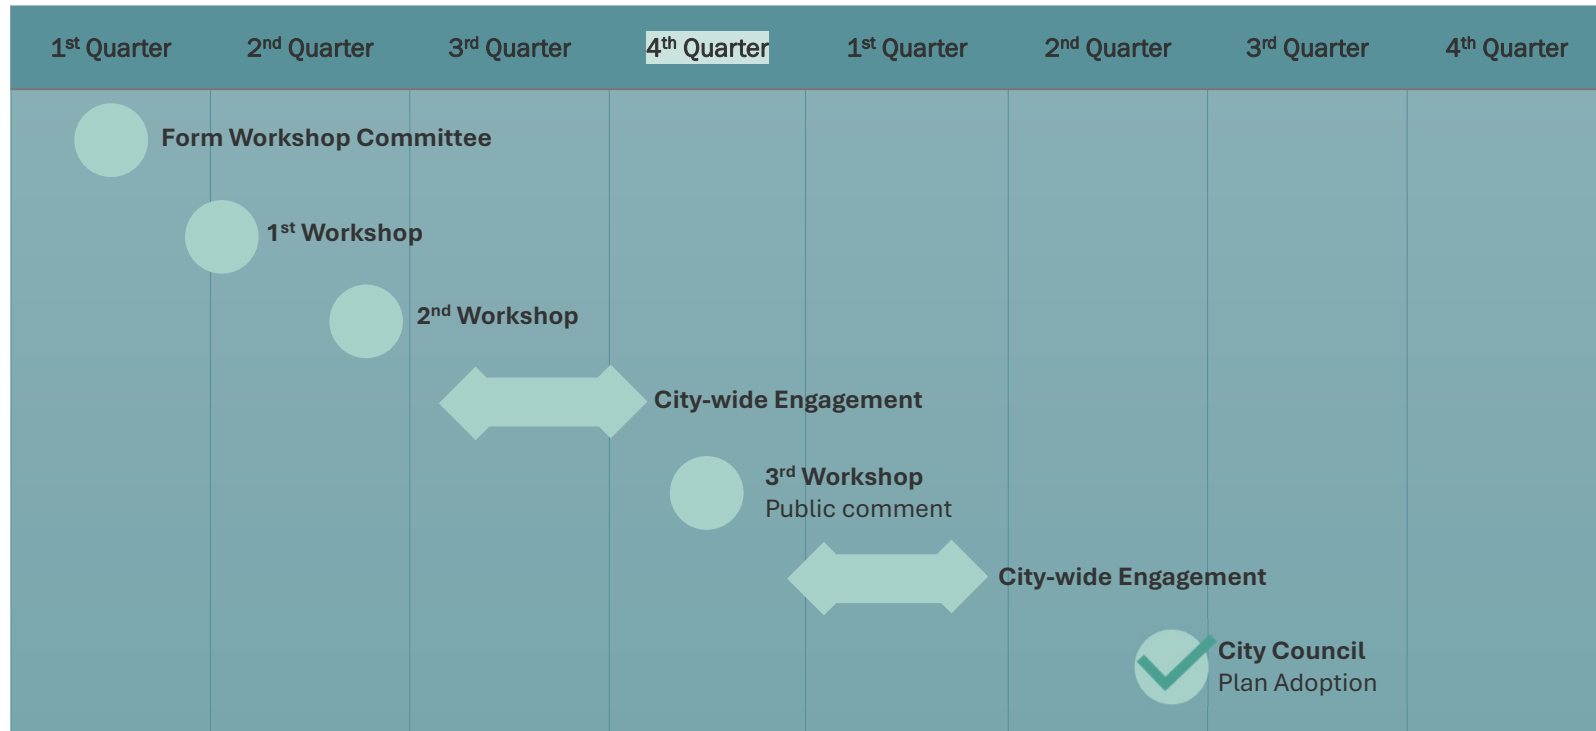 1st Quarter 2nd Quarter 3rd Quarter 4th Quarter 1st Quarter 2nd Quarter 3rd Quarter 4th Quarter
Form Workshop Committee
1st Workshop
2nd Workshop
City-wide Engagement
3rd Workshop
Public comment
City-wide Engagement
City Council
Plan Adoption